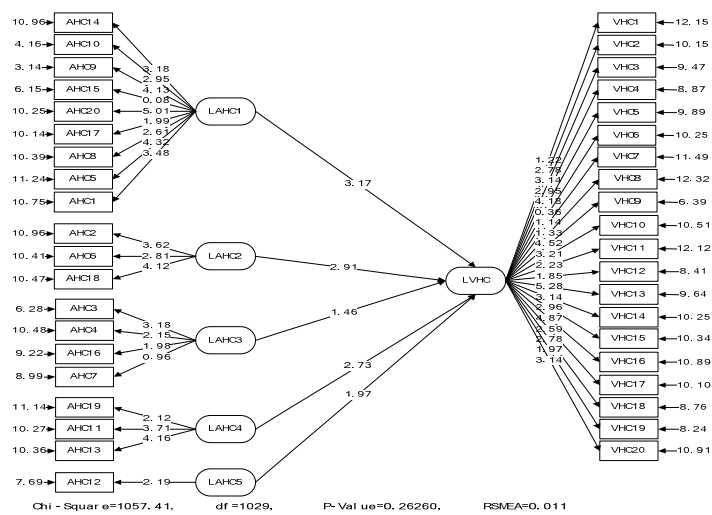 10.96 AHC14
4.16 AHC10
3.14 AHC9
6.15 AHC15
10.25 AHC20
10.14 AHC17
10.39 AHC8
11.24 AHC5
10.75 AHC1
3.18
2.95
4.13
0.08
5.01
1.99
2.61
4.32
3.48
LAHC1
3.17
10.96 AHC2
10.41 AHC6
10.47 AHC18
3.62
2.81
4.12
LAHC2
2.91
6.28 AHC3
10.48 AHC4
9.22 AHC16
8.99 AHC7
3.18
2.15
1.98
0.96
LAHC3
1.46
11.14 AHC19
10.27 AHC11
10.36 AHC13
2.12
3.71
4.16
LAHC4
2.73
7.69 AHC12
2.19
LAHC5
1.97
LVHC
1.22
2.78
3.14
2.95
4.18
0.36
1.14
1.33
4.52
3.21
2.23
1.85
5.28
3.14
2.96
4.87
2.59
2.78
1.97
3.14
VHC1 12.15
VHC2 10.15
VHC3 9.47
VHC4 8.87
VHC5 9.89
VHC6 10.25
VHC7 11.49
VHC8 12.32
VHC9 6.39
VHC10 10.51
VHC11 12.12
VHC12 8.41
VHC13 9.64
VHC14 10.25
VHC15 10.34
VHC16 10.89
VHC17 10.10
VHC18 8.76
VHC19 8.24
VHC20 10.91
Chi-Square=1057.41, df=1029, P-Value=0.26260, RSMEA=0.011